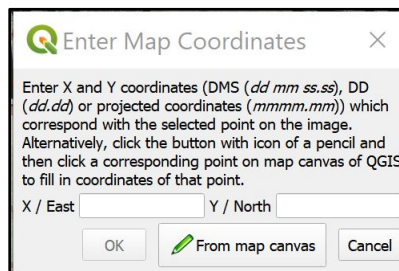 Enter Map Coordinates
Enter X and Y coordinates (DMS (dd mm ss.ss), DD
(dd.dd) or projected coordinates (mmmm.mm)) which
correspond with the selected point on the image.
Alternatively, click the button with icon of a pencil and
then click a corresponding point on map canvas of QGIS
to fill in coordinates of that point.
X / East Y / North
OK From map canvas Cancel